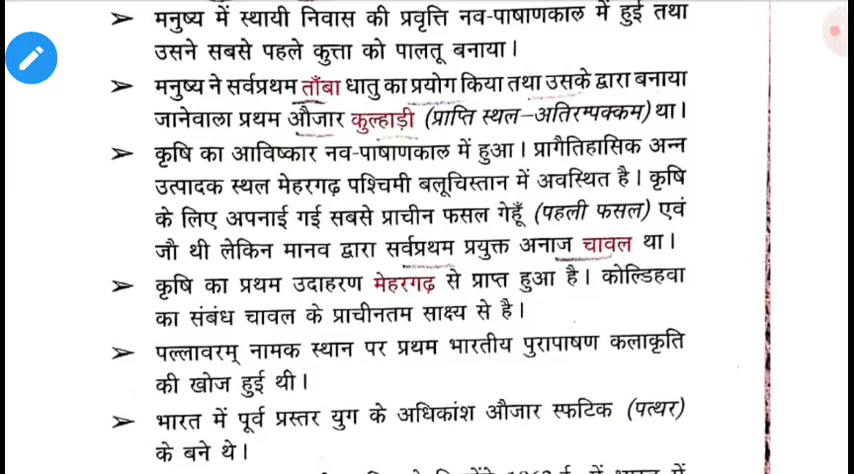 ➢ मनुष्य में स्थायी निवास की प्रवृत्ति नव-पाषाणकाल में हुई तथा
उसने सबसे पहले कुत्ता को पालतू बनाया।
➢ मनुष्य ने सर्वप्रथम ताँबा धातु का प्रयोग किया तथा उसके द्वारा बनाया
जानेवाला प्रथम औजार कुल्हाड़ी (प्राप्ति स्थल–अतिरम्पक्कम) था।
➢ कृषि का आविष्कार नव-पाषाणकाल में हुआ। प्रागैतिहासिक अन्न
उत्पादक स्थल मेहरगढ़ पश्चिमी बलूचिस्तान में अवस्थित है। कृषि
के लिए अपनाई गई सबसे प्राचीन फसल गेहूँ (पहली फसल) एवं
जौ थी लेकिन मानव द्वारा सर्वप्रथम प्रयुक्त अनाज चावल था।
➢ कृषि का प्रथम उदाहरण मेहरगढ़ से प्राप्त हुआ है। कोल्डिहवा
का संबंध चावल के प्राचीनतम साक्ष्य से है।
➢ पल्लावरम् नामक स्थान पर प्रथम भारतीय पुरापाषण कलाकृति
की खोज हुई थी।
➢ भारत में पूर्व प्रस्तर युग के अधिकांश औजार स्फटिक (पत्थर)
के बने थे।